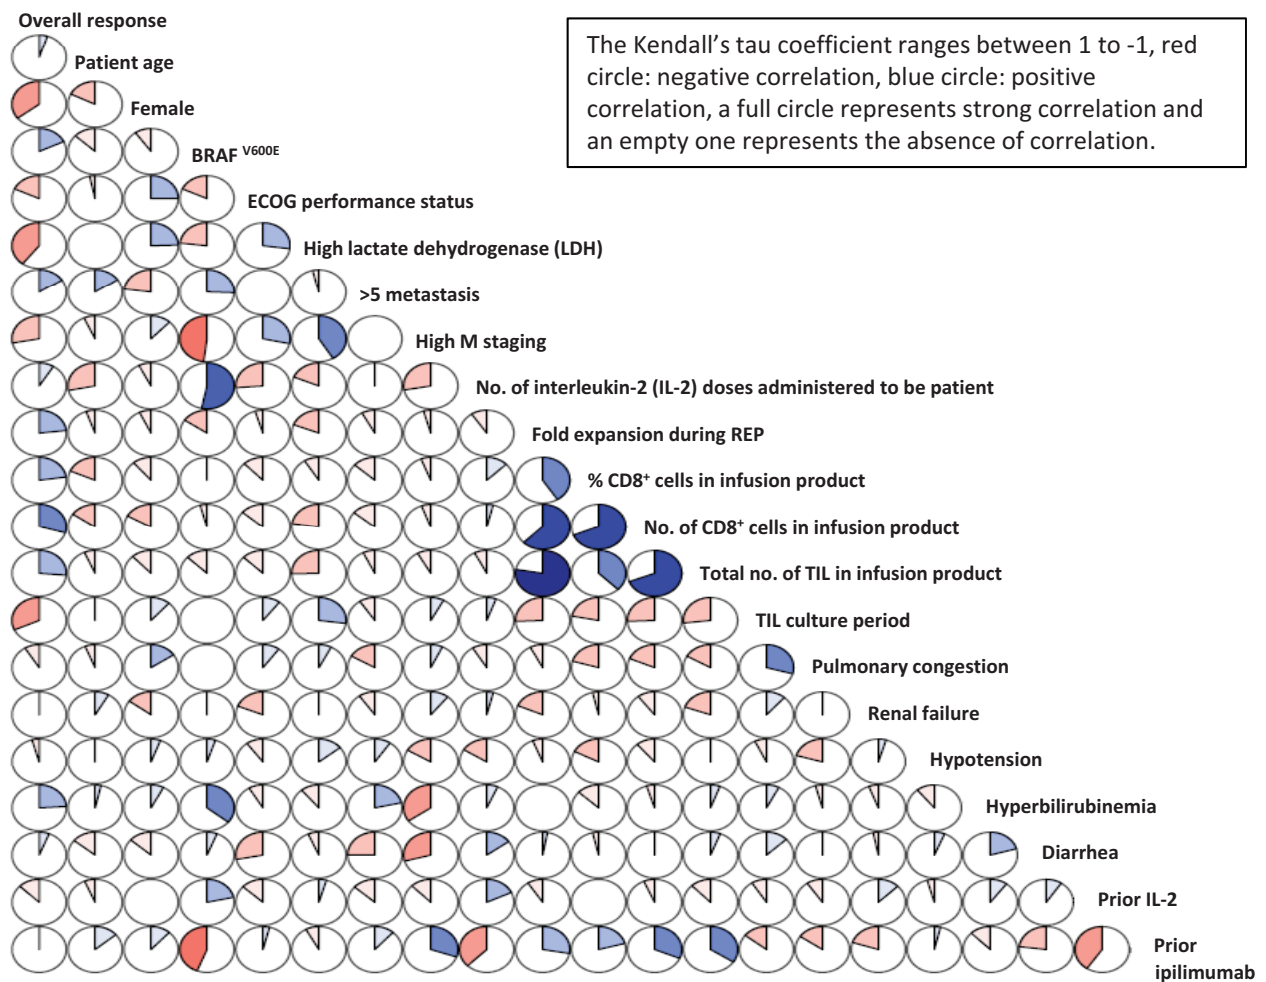 Overall response
The Kendall's tau coefficient ranges between 1 to -1, red
circle: negative correlation, blue circle: positive
correlation, a full circle represents strong correlation and
an empty one represents the absence of correlation.
Patient age
Female
BRAF V600E
ECOG performance status
High lactate dehydrogenase (LDH)
>5 metastasis
High M staging
No. of interleukin-2 (IL-2) doses administered to be patient
Fold expansion during REP
% CD8+ cells in infusion product
No. of CD8+ cells in infusion product
Total no. of TIL in infusion product
TIL culture period
Pulmonary congestion
Renal failure
Hypotension
Hyperbilirubinemia
Diarrhea
Prior IL-2
Prior
ipilimumab